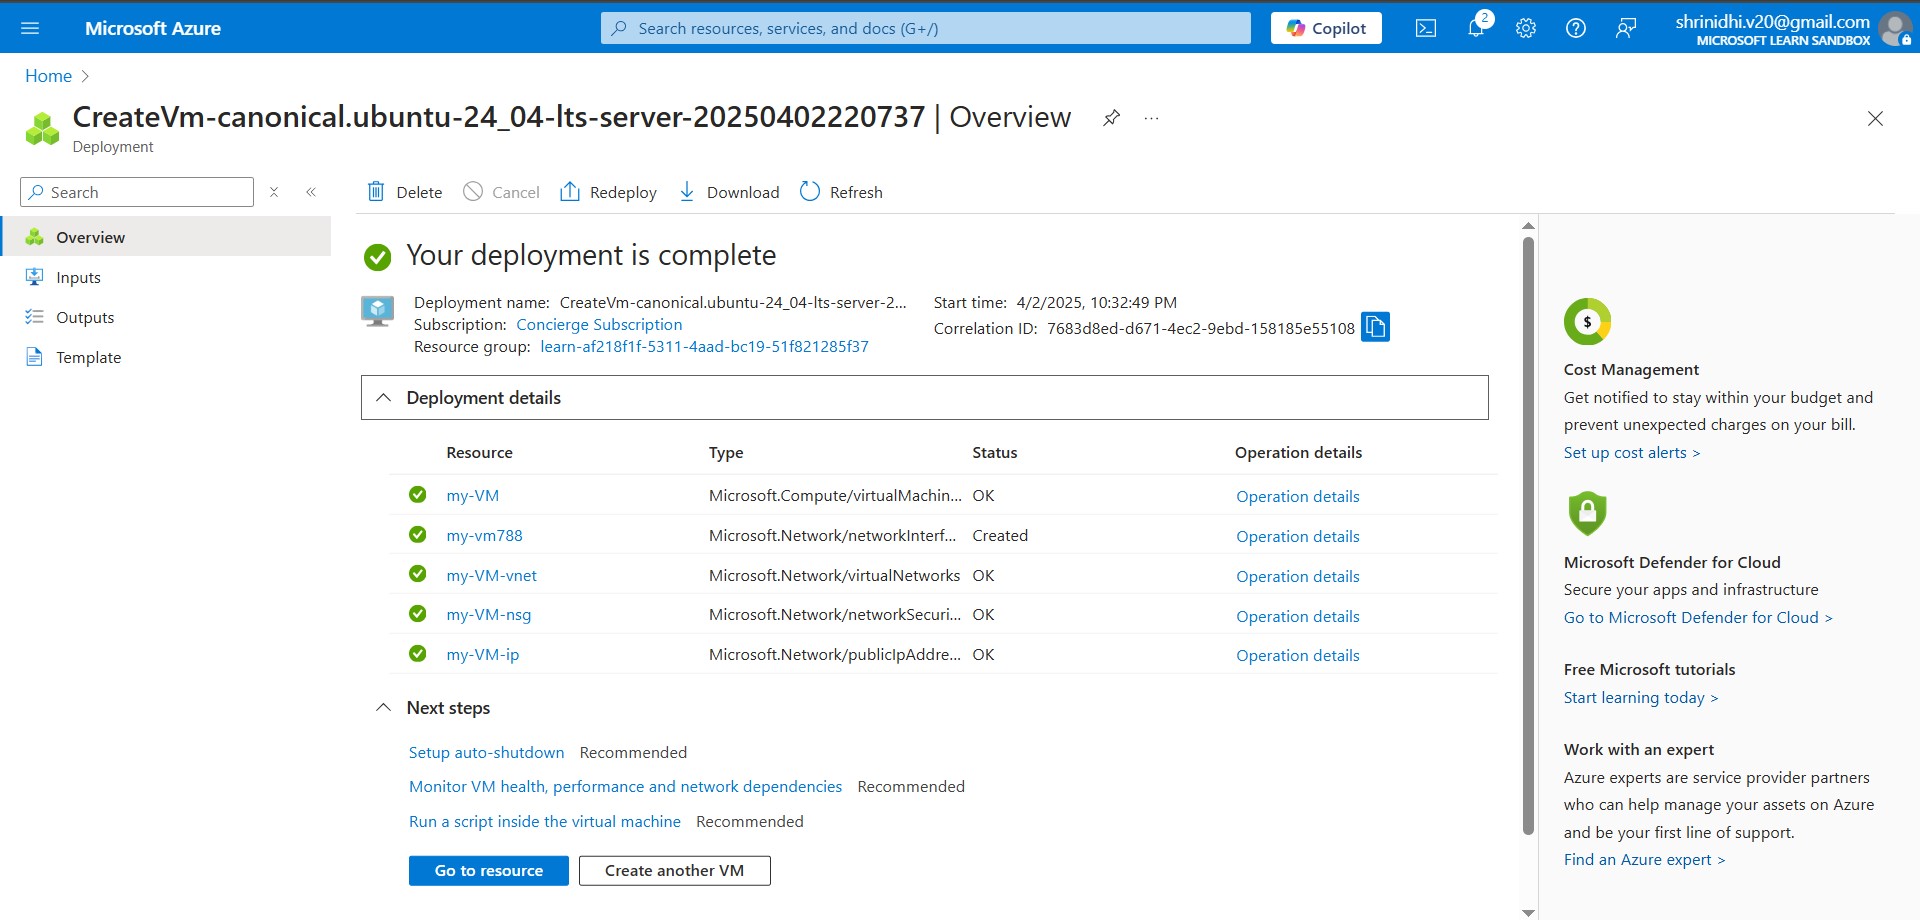 Microsoft Azure
Search resources, services, and docs (G+/)
Copilot
2
shrinidhi.v20@gmail.com
MICROSOFT LEARN SANDBOX
Home
CreateVm-canonical.ubuntu-24_04-lts-server-20250402220737 | Overview
Deployment
Search
Delete
Cancel
Redeploy
Download
Refresh
Overview
Inputs
Outputs
Template
Your deployment is complete
Deployment name: CreateVm-canonical.ubuntu-24_04-lts-server-2...
Subscription: Concierge Subscription
Resource group: learn-af218f1f-5311-4aad-bc19-51f821285f37
Start time: 4/2/2025, 10:32:49 PM
Correlation ID: 7683d8ed-d671-4ec2-9ebd-158185e55108
Deployment details
Resource Type Status Operation details
my-VM Microsoft.Compute/virtualMachin... OK Operation details
my-vm788 Microsoft.Network/networkInterf... Created Operation details
my-VM-vnet Microsoft.Network/virtualNetworks OK Operation details
my-VM-nsg Microsoft.Network/networkSecuri... OK Operation details
my-VM-ip Microsoft.Network/publicIpAddre... OK Operation details
Next steps
Setup auto-shutdown Recommended
Monitor VM health, performance and network dependencies Recommended
Run a script inside the virtual machine Recommended
Go to resource
Create another VM
$
Cost Management
Get notified to stay within your budget and
prevent unexpected charges on your bill.
Set up cost alerts >
Microsoft Defender for Cloud
Secure your apps and infrastructure
Go to Microsoft Defender for Cloud >
Free Microsoft tutorials
Start learning today >
Work with an expert
Azure experts are service provider partners
who can help manage your assets on Azure
and be your first line of support.
Find an Azure expert >